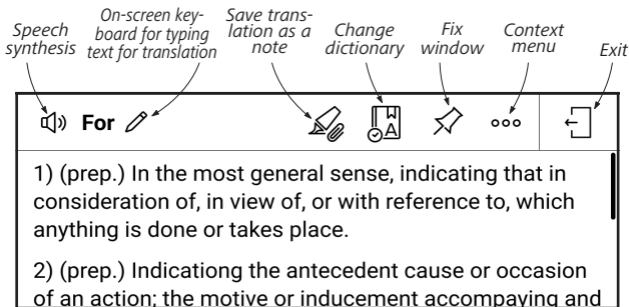 Speech
synthesis
On-screen key-
board for typing
text for translation
Save trans-
lation as a
note
Change
dictionary
Fix
window
Context
menu
Exit
For
A
1) (prep.) In the most general sense, indicating that in
consideration of, in view of, or with reference to, which
anything is done or takes place.
2) (prep.) Indicationg the antecedent cause or occasion
of an action; the motive or inducement accompaying and